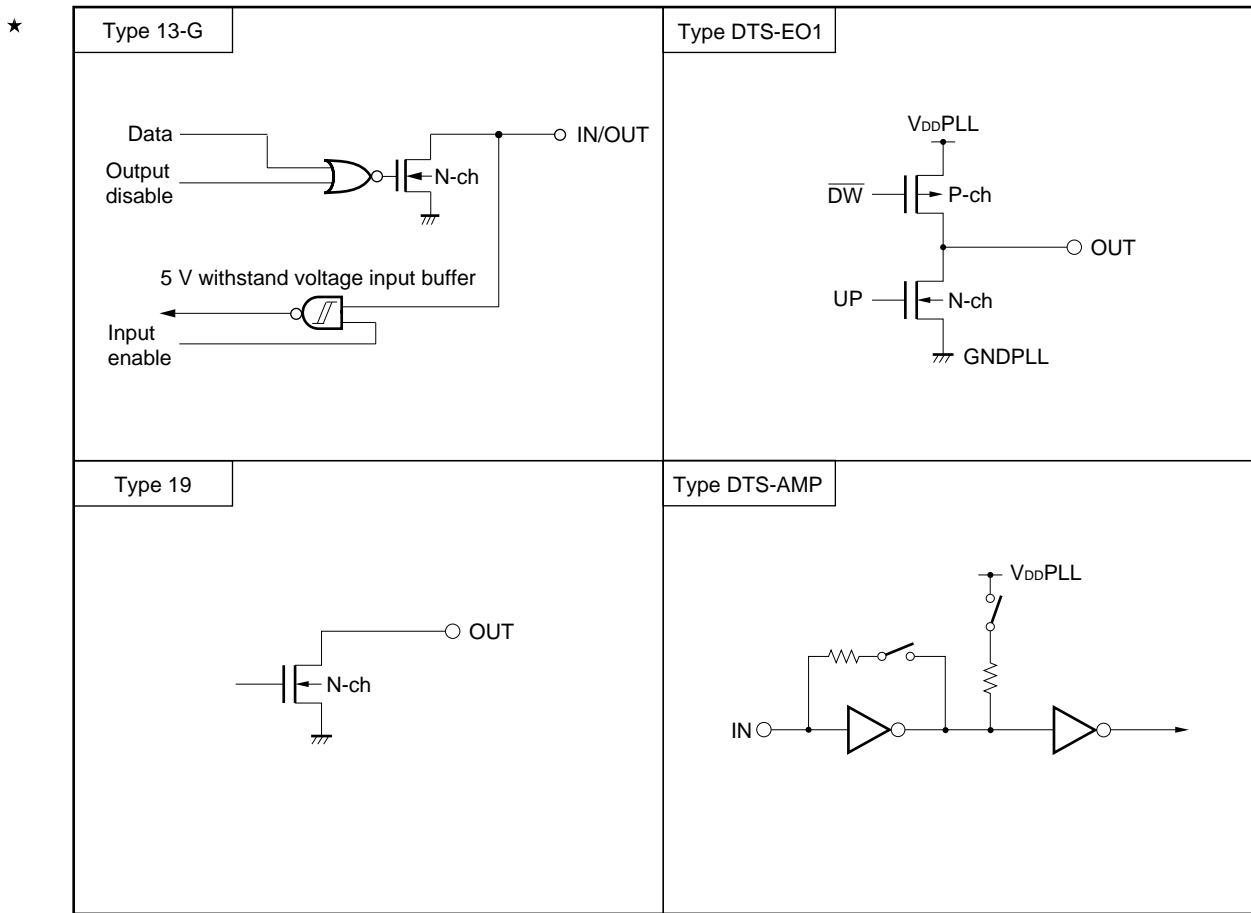 ★
Type 13-G
Data
Output
disable
N-ch
IN/OUT
5 V withstand voltage input buffer
Input
enable
Type DTS-EO1
VDDPLL
D̅W̅
P-ch
OUT
UP
N-ch
GNDPLL
Type 19
OUT
N-ch
Type DTS-AMP
VDDPLL
IN